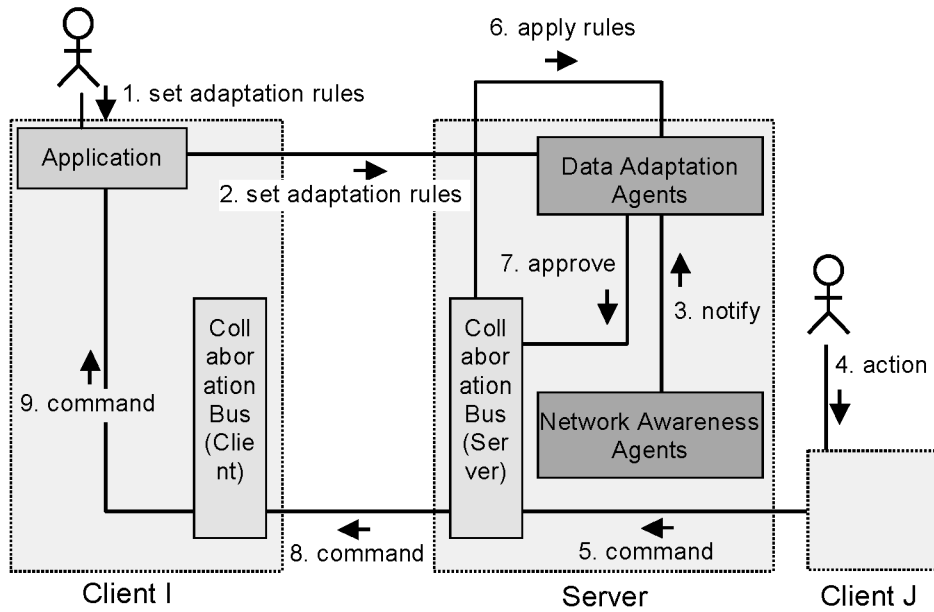 6. apply rules
1. set adaptation rules
Application
2. set adaptation rules
Data Adaptation
Agents
7. approve
3. notify
4. action
Coll
abor
ation
Bus
(Clie
nt)
Coll
abor
ation
Bus
(Ser
ver)
9. command
Network Awareness
Agents
8. command
5. command
Client I
Server
Client J